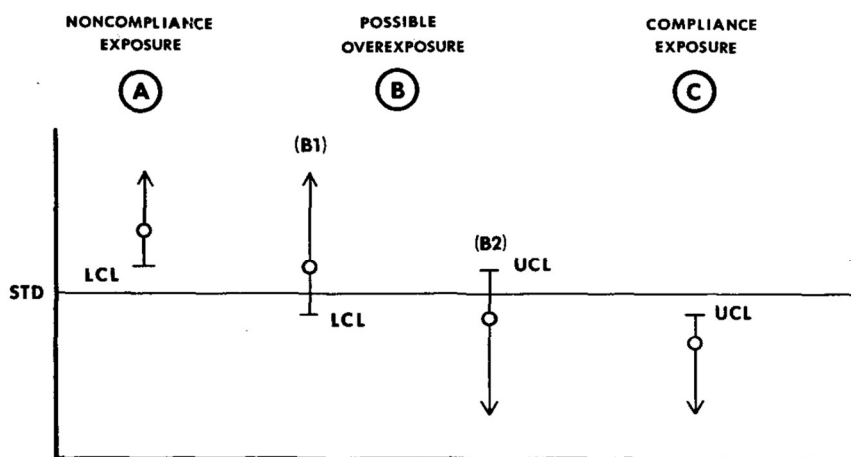 NONCOMPLIANCE
EXPOSURE
POSSIBLE
OVEREXPOSURE
COMPLIANCE
EXPOSURE
A
B
C
(B1)
(B2)
LCL
UCL
STD
LCL
UCL